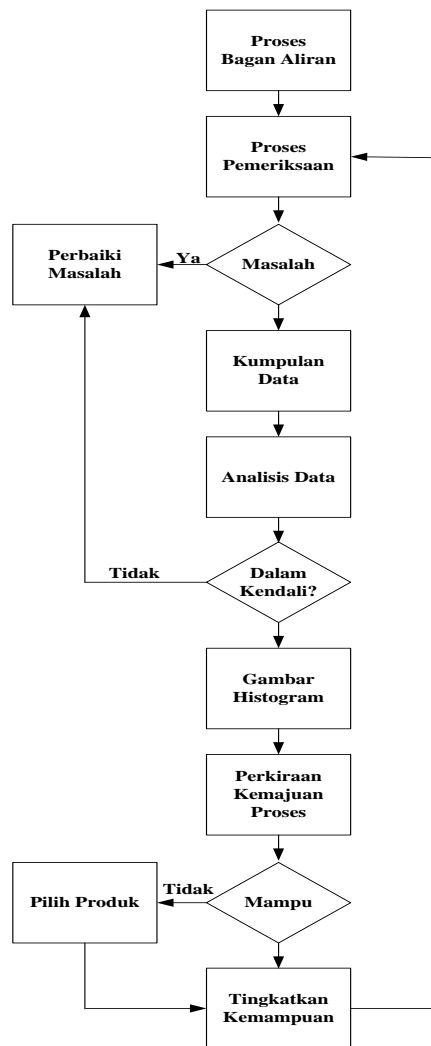 Proses
Bagan Aliran
Proses
Pemeriksaan
Perbaiki
Masalah
Ya
Masalah
Kumpulan
Data
Analisis Data
Tidak
Dalam
Kendali?
Gambar
Histogram
Perkiraan
Kemajuan
Proses
Pilih Produk
Tidak
Mampu
Tingkatkan
Kemampuan